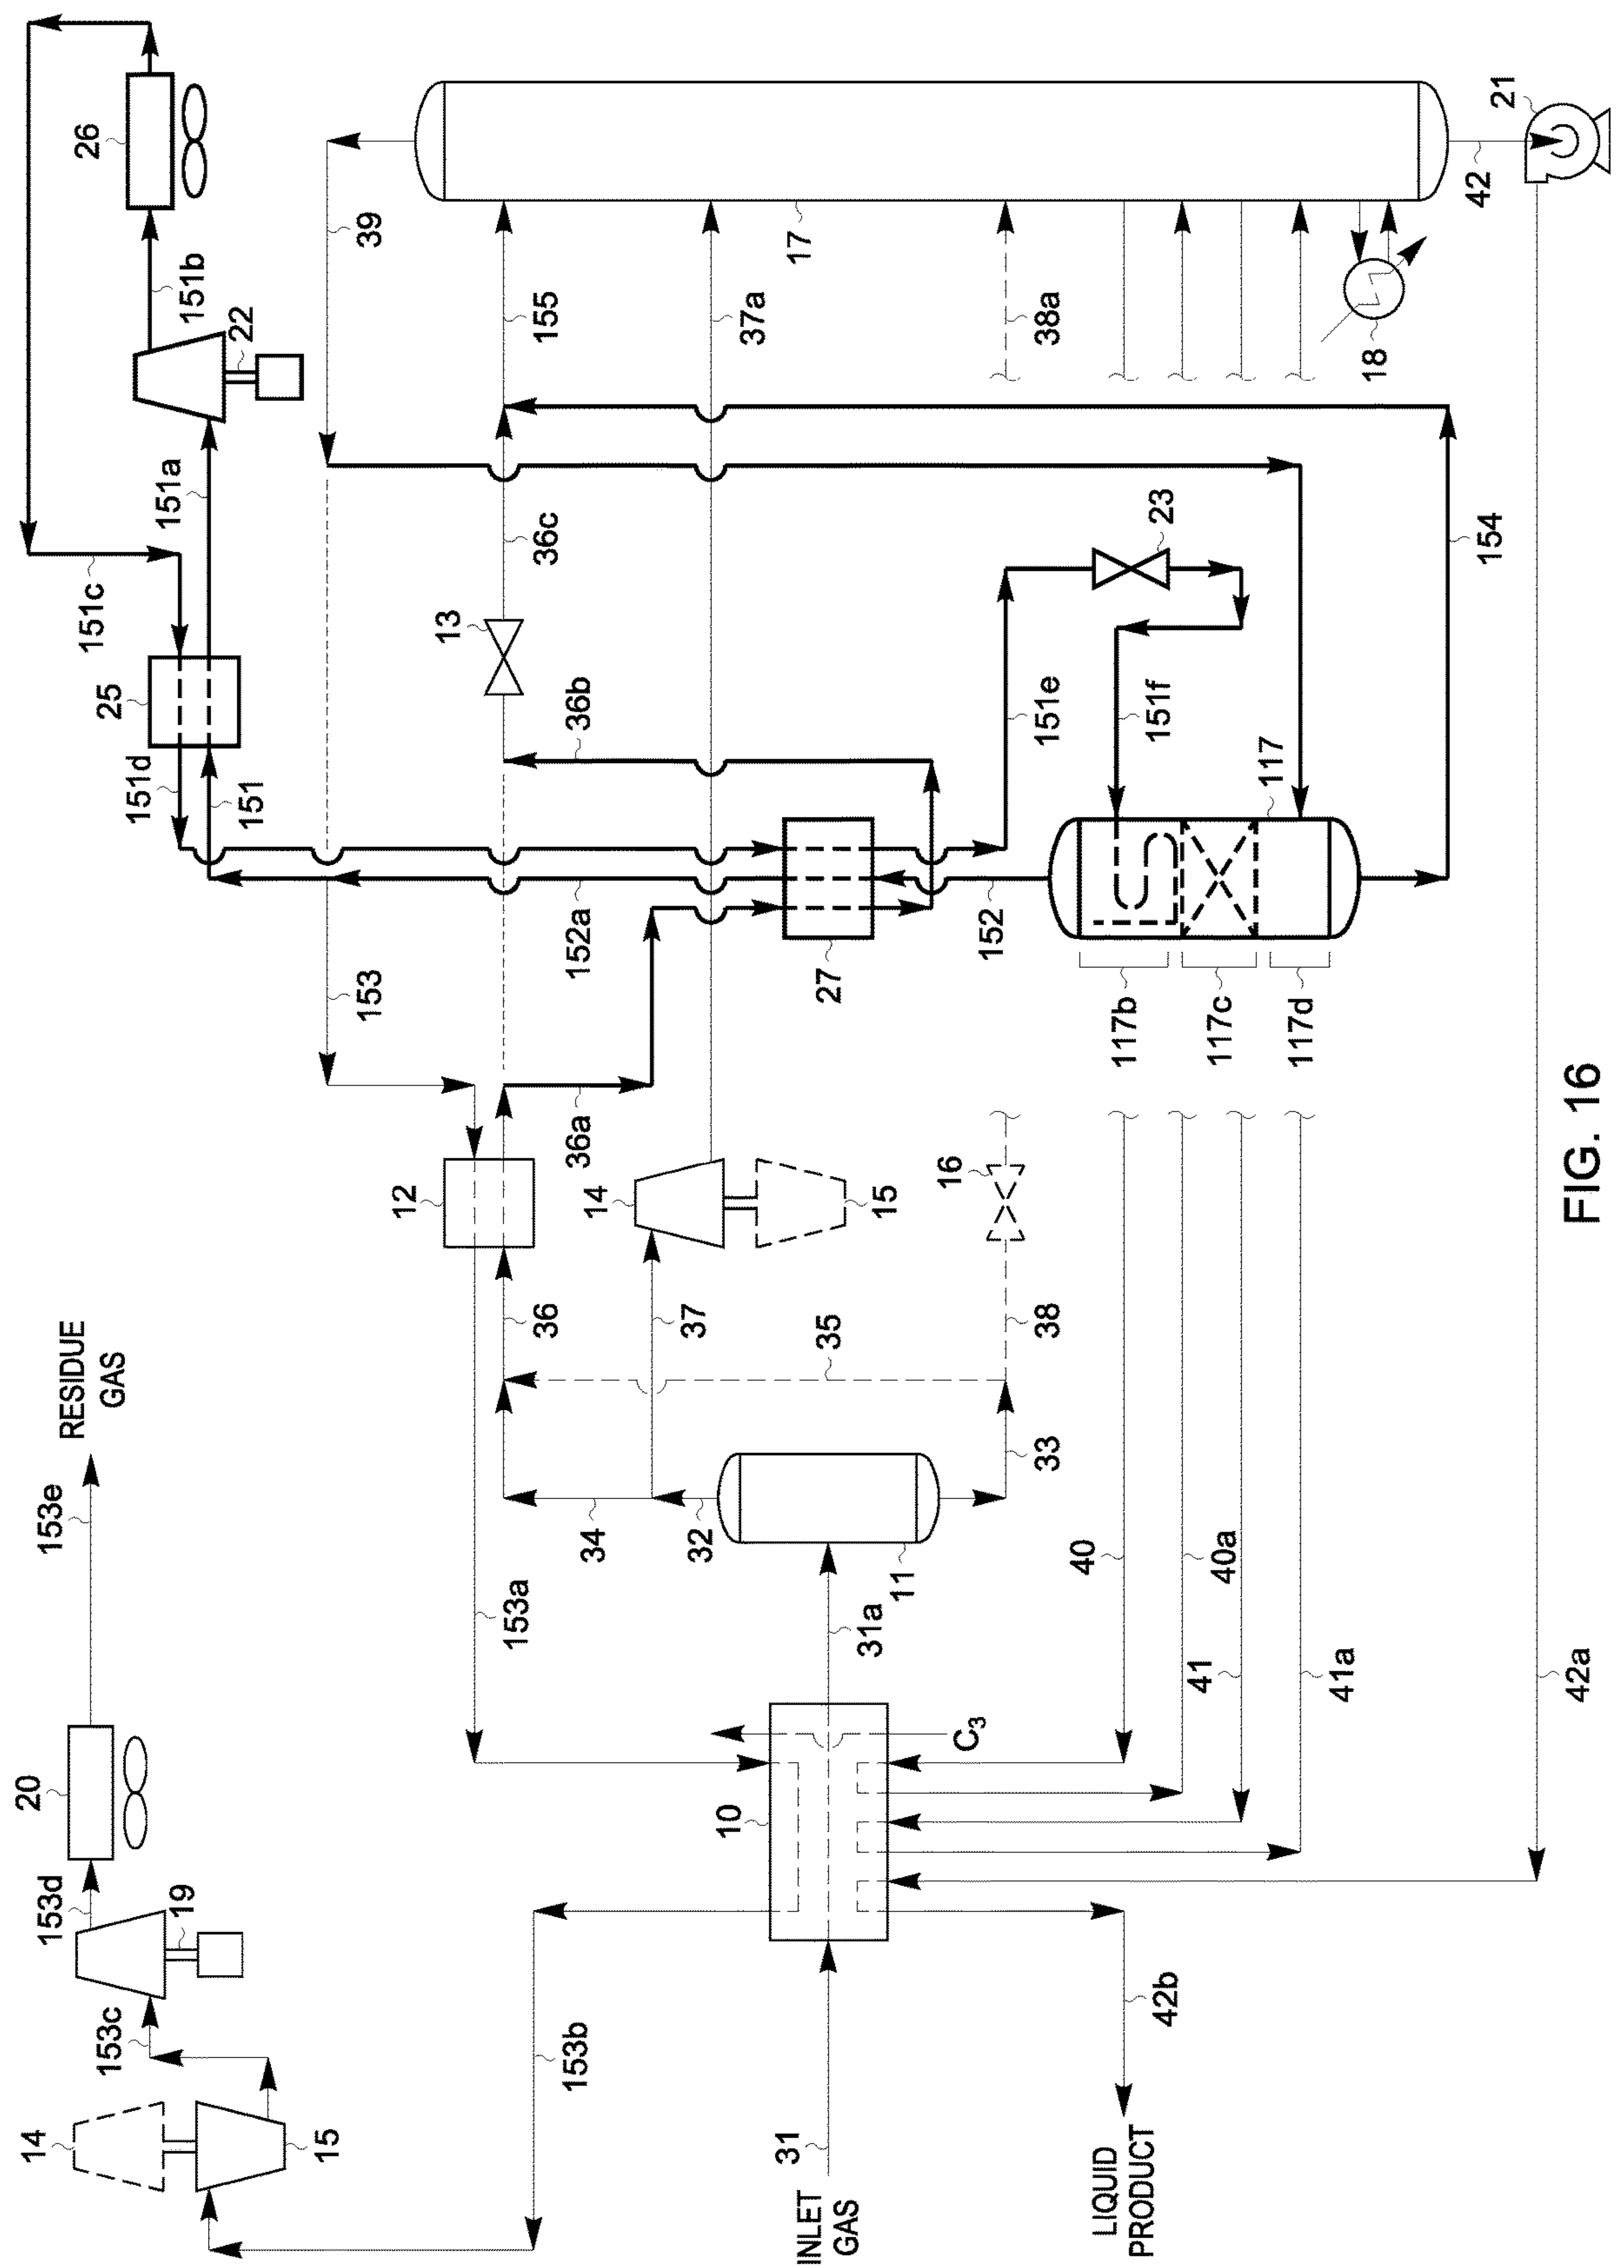 26
151b
22
151a
151c
25
151d
151
39
155
37a
17
38a
18
42
21
36c
13
36b
23
151e
151f
154
117
153
152a
27
152
117b
117c
117d
12
36a
14
15
16
36
37
35
38
RESIDUE
GAS
153e
34
32
11
33
153a
31a
40
40a
41
41a
42a
20
153d
19
153c
14
15
10
C3
153b
42b
31
INLET
GAS
LIQUID
PRODUCT
FIG. 16